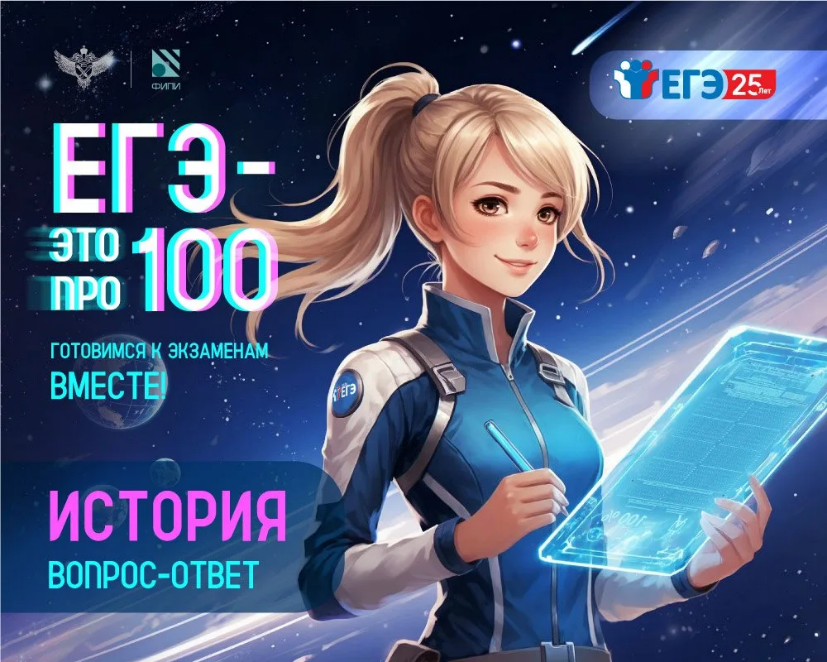 ФИПИ
ЕГЭ 25 лет
ЕГЭ-
ЭТО
ПРО 100
ГОТОВИМСЯ К ЭКЗАМЕНАМ
ВМЕСТЕ!
ЕГЭ
ИСТОРИЯ
ВОПРОС-ОТВЕТ